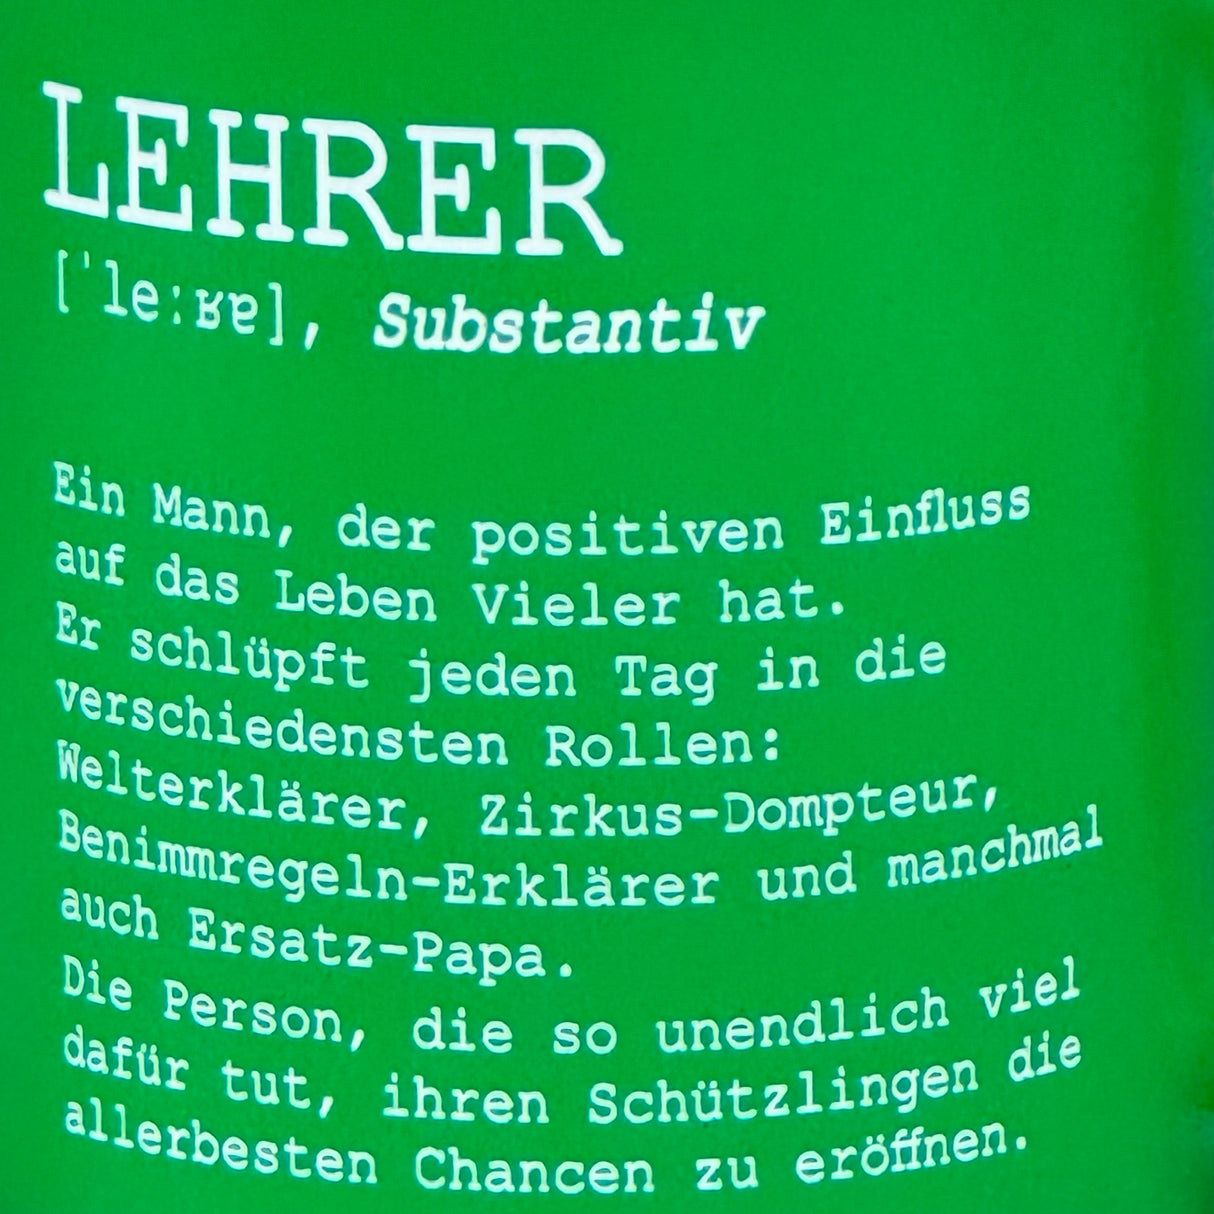 LEHRER
[ˈleːʁɐ], Substantiv
Ein Mann, der positiven Einfluss
auf das Leben Vieler hat.
Er schlüpft jeden Tag in die
verschiedensten Rollen:
Welterklärer, Zirkus-Dompteur,
Benimmregeln-Erklärer und manchmal
auch Ersatz-Papa.
Die Person, die so unendlich viel
dafür tut, ihren Schützlingen die
allerbesten Chancen zu eröffnen.